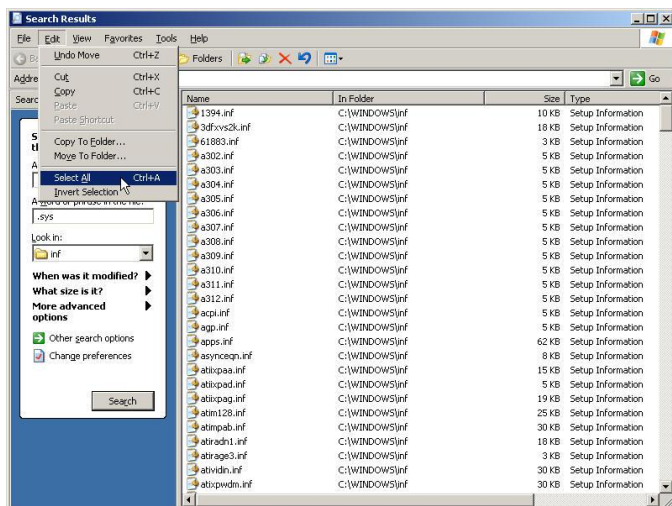 Search Results
File Edit View Favorites Tools Help
Folders
Go
Undo Move Ctrl+Z
Cut Ctrl+X
Copy Ctrl+C
Paste Ctrl+V
Paste Shortcut
Copy To Folder...
Move To Folder...
Select All Ctrl+A
Invert Selection
A word or phrase in the file:
.sys
Look in:
inf
When was it modified?
What size is it?
More advanced
options
Other search options
Change preferences
Search
Name In Folder Size Type
1394.inf C:\WINDOWS\inf 10 KB Setup Information
3dfxvs2k.inf C:\WINDOWS\inf 18 KB Setup Information
61883.inf C:\WINDOWS\inf 3 KB Setup Information
a302.inf C:\WINDOWS\inf 5 KB Setup Information
a303.inf C:\WINDOWS\inf 5 KB Setup Information
a304.inf C:\WINDOWS\inf 5 KB Setup Information
a305.inf C:\WINDOWS\inf 5 KB Setup Information
a306.inf C:\WINDOWS\inf 5 KB Setup Information
a307.inf C:\WINDOWS\inf 5 KB Setup Information
a308.inf C:\WINDOWS\inf 5 KB Setup Information
a309.inf C:\WINDOWS\inf 5 KB Setup Information
a310.inf C:\WINDOWS\inf 5 KB Setup Information
a311.inf C:\WINDOWS\inf 5 KB Setup Information
a312.inf C:\WINDOWS\inf 5 KB Setup Information
acpi.inf C:\WINDOWS\inf 5 KB Setup Information
agp.inf C:\WINDOWS\inf 5 KB Setup Information
apps.inf C:\WINDOWS\inf 62 KB Setup Information
asynceqn.inf C:\WINDOWS\inf 8 KB Setup Information
atiixpaa.inf C:\WINDOWS\inf 15 KB Setup Information
atiixpad.inf C:\WINDOWS\inf 5 KB Setup Information
atiixpag.inf C:\WINDOWS\inf 19 KB Setup Information
atim128.inf C:\WINDOWS\inf 25 KB Setup Information
atimpab.inf C:\WINDOWS\inf 30 KB Setup Information
atiradn1.inf C:\WINDOWS\inf 18 KB Setup Information
atirage3.inf C:\WINDOWS\inf 3 KB Setup Information
atividin.inf C:\WINDOWS\inf 30 KB Setup Information
atixpwdm.inf C:\WINDOWS\inf 30 KB Setup Information